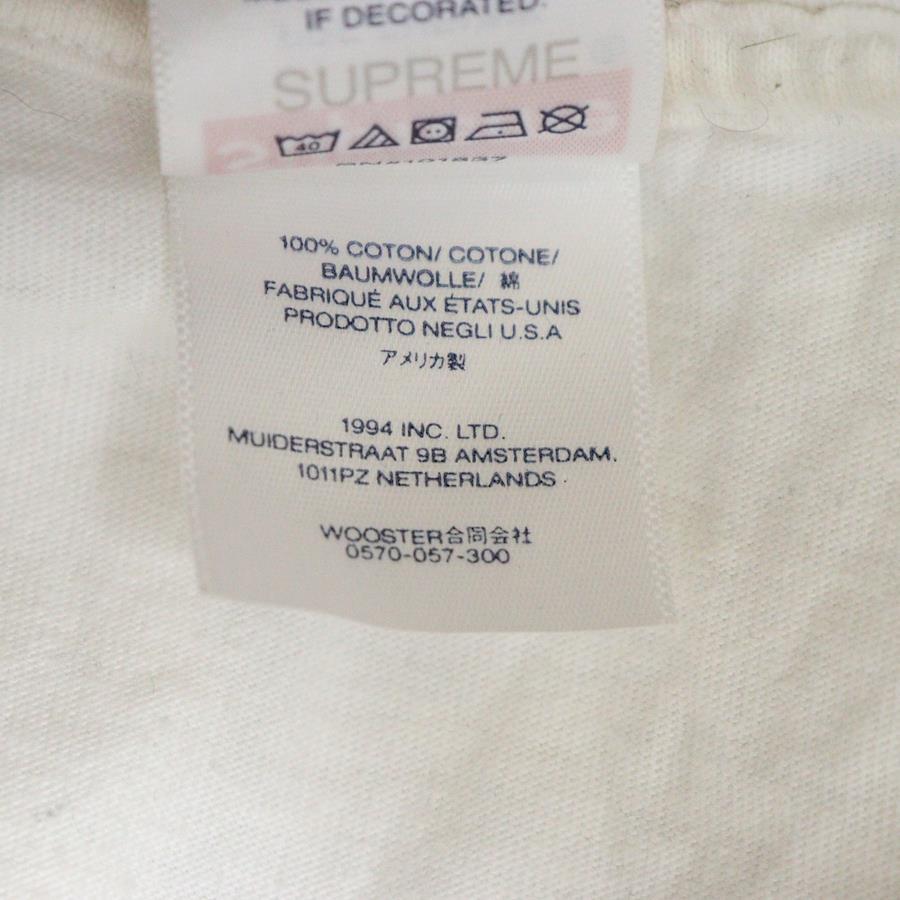 IF DECORATED.
SUPREME
40
100% COTON/ COTONE/
BAUMWOLLE/ 綿
FABRIQUÉ AUX ÉTATS-UNIS
PRODOTTO NEGLI U.S.A
アメリカ製
1994 INC. LTD.
MUIDERSTRAAT 9B AMSTERDAM.
1011PZ NETHERLANDS
WOOSTER合同会社
0570-057-300